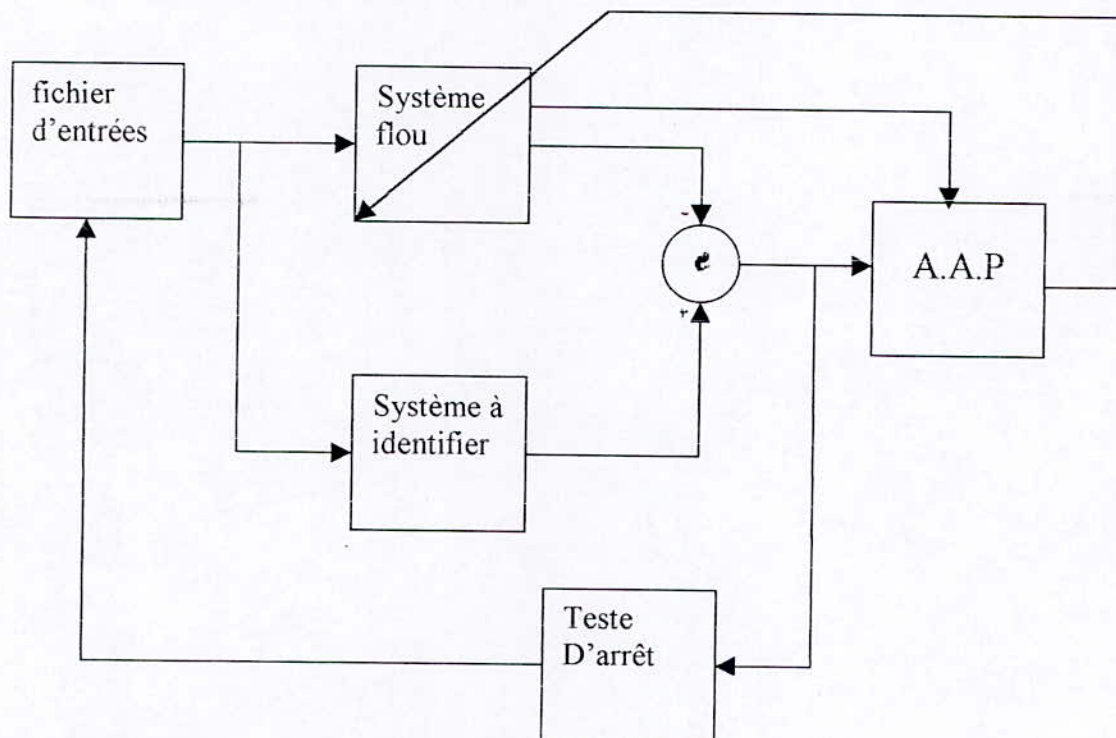 fichier
d'entrées
Système
flou
-
e
A.A.P
Système à
identifier
Teste
D'arrêt